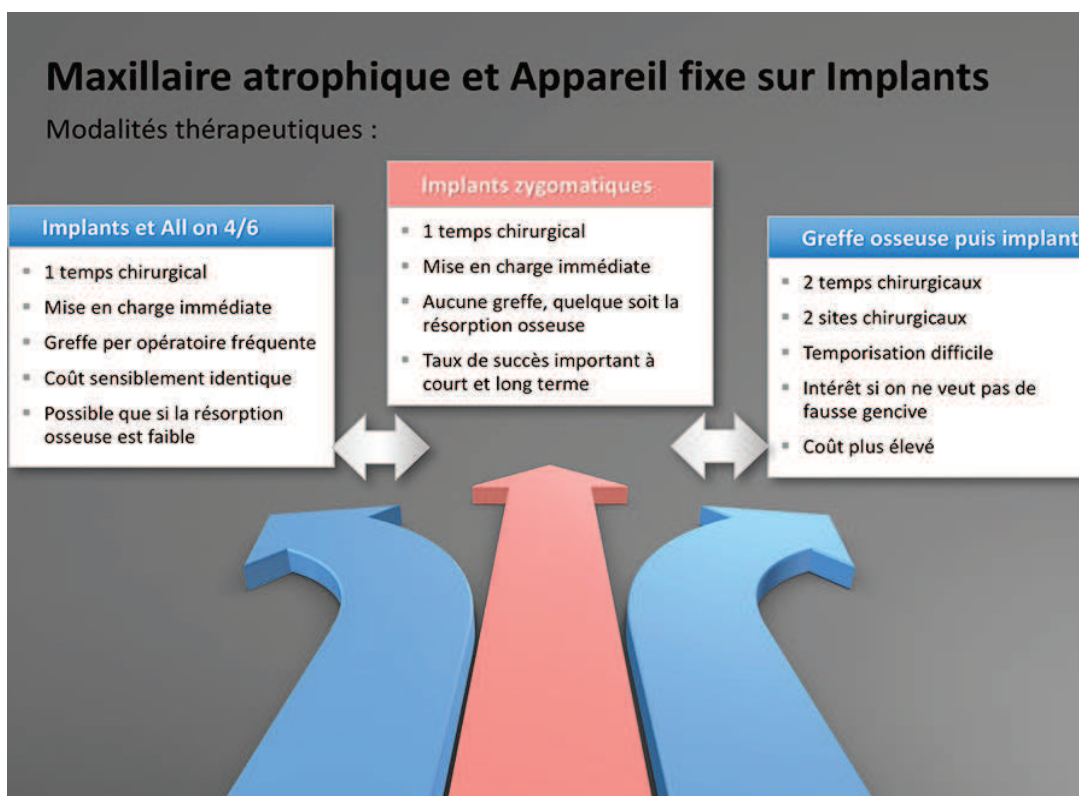 Maxillaire atrophique et Appareil fixe sur Implants
Modalités thérapeutiques :
Implants et All on 4/6
1 temps chirurgical
Mise en charge immédiate
Greffe per opératoire fréquente
Coût sensiblement identique
Possible que si la résorption
osseuse est faible
Implants zygomatiques
1 temps chirurgical
Mise en charge immédiate
Aucune greffe, quelque soit la
résorption osseuse
Taux de succès important à
court et long terme
Greffe osseuse puis implant
2 temps chirurgicaux
2 sites chirurgicaux
Temporisation difficile
Intérêt si on ne veut pas de
fausse gencive
Coût plus élevé